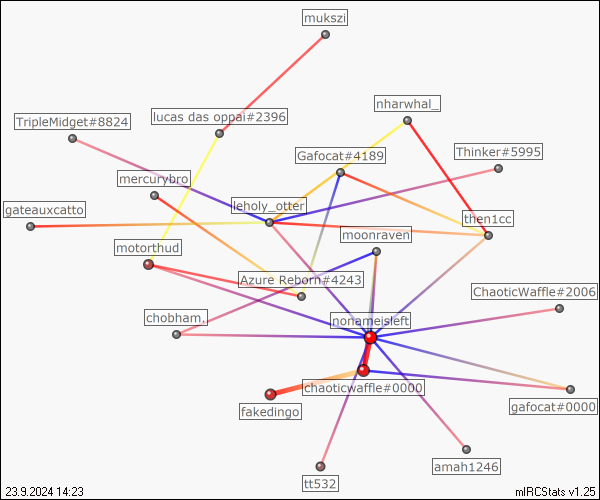 mukszi
nharwhal_
TripleMidget#8824
lucas das oppai#2396
Gafocat#4189
Thinker#5995
mercurybro
leholy_otter
gateauxcatto
then1cc
moonraven
motorthud
Azure Reborn#4243
ChaoticWaffle#2006
chobham,
nonameisleft
chaoticwaffle#0000
fakedingo
gafocat#0000
amah1246
tt532
23.9.2024 14:23
mIRCStats v1.25